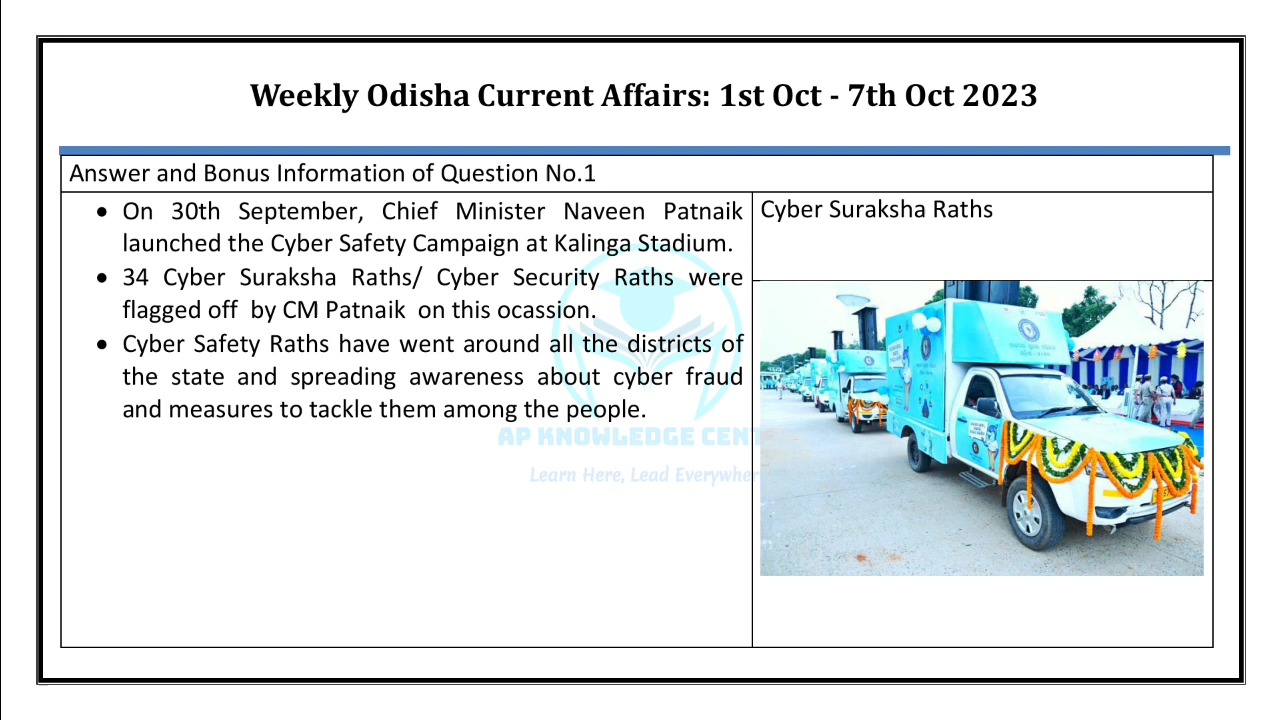 Weekly Odisha Current Affairs: 1st Oct - 7th Oct 2023
Answer and Bonus Information of Question No.1
• On 30th September, Chief Minister Naveen Patnaik
launched the Cyber Safety Campaign at Kalinga Stadium.
• 34 Cyber Suraksha Raths/ Cyber Security Raths were
flagged off by CM Patnaik on this ocassion.
• Cyber Safety Raths have went around all the districts of
the state and spreading awareness about cyber fraud
and measures to tackle them among the people.
Cyber Suraksha Raths
AP KNOWLEDGE CENT
Learn Here, Lead Everywher